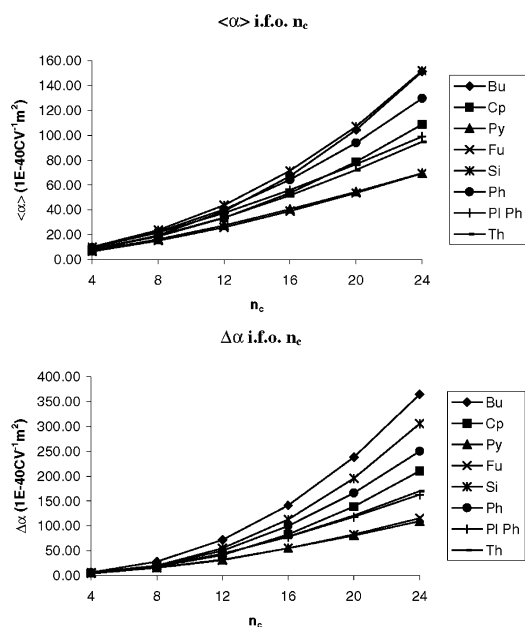 <α> i.f.o. nc
<α> (1E-40CV⁻¹m²)
160.00
140.00
120.00
100.00
80.00
60.00
40.00
20.00
0.00
4 8 12 16 20 24
nc
Bu
Cp
Py
Fu
Si
Ph
Pl Ph
Th
Δα i.f.o. nc
Δα (1E-40CV⁻¹m²)
400.00
350.00
300.00
250.00
200.00
150.00
100.00
50.00
0.00
4 8 12 16 20 24
nc
Bu
Cp
Py
Fu
Si
Ph
Pl Ph
Th